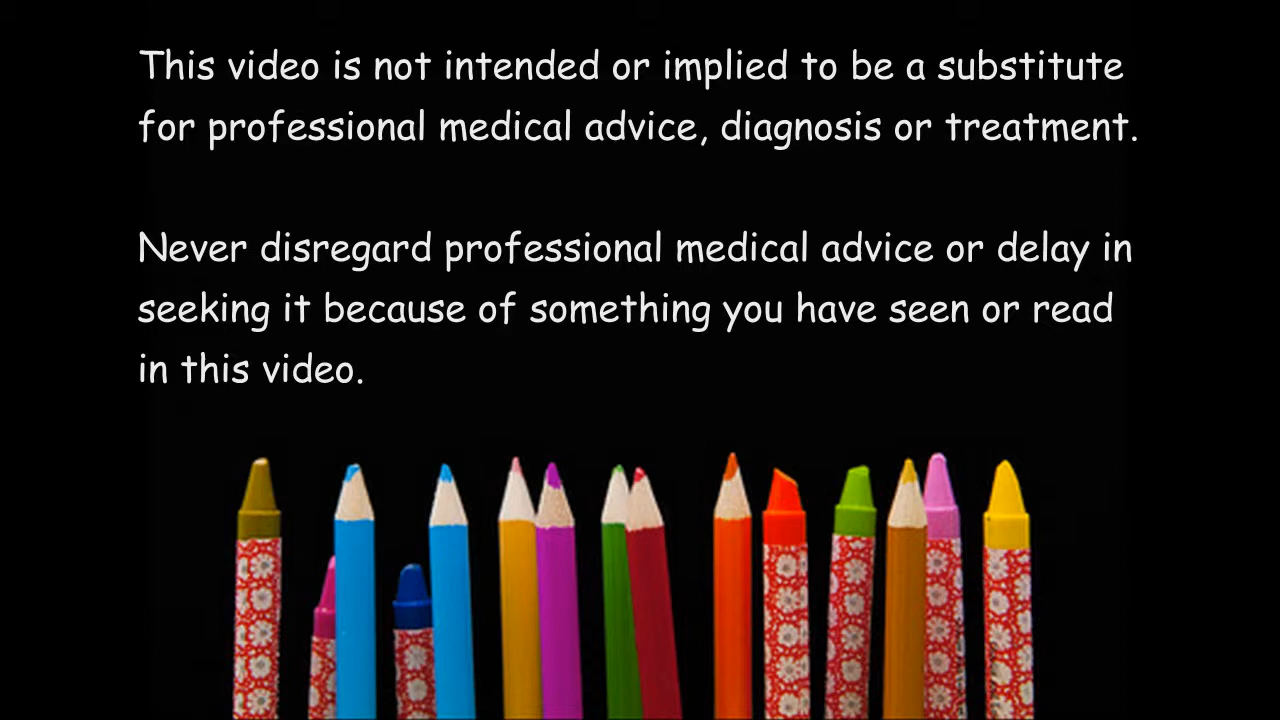 This video is not intended or implied to be a substitute
for professional medical advice, diagnosis or treatment.
Never disregard professional medical advice or delay in
seeking it because of something you have seen or read
in this video.